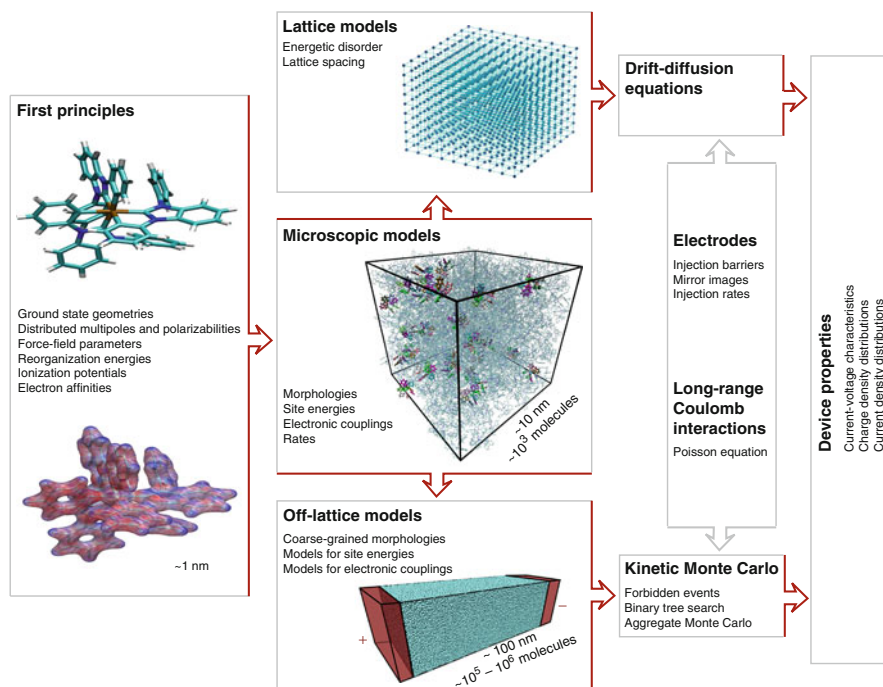 First principles
Ground state geometries
Distributed multipoles and polarizabilities
Force-field parameters
Reorganization energies
Ionization potentials
Electron affinities
~1 nm
Lattice models
Energetic disorder
Lattice spacing
Microscopic models
Morphologies
Site energies
Electronic couplings
Rates
~10 nm
~10³ molecules
Off-lattice models
Coarse-grained morphologies
Models for site energies
Models for electronic couplings
+
−
~ 100 nm
~10⁵ – 10⁶ molecules
Drift-diffusion
equations
Electrodes
Injection barriers
Mirror images
Injection rates
Long-range
Coulomb
interactions
Poisson equation
Kinetic Monte Carlo
Forbidden events
Binary tree search
Aggregate Monte Carlo
Device properties
Current-voltage characteristics
Charge density distributions
Current density distributions